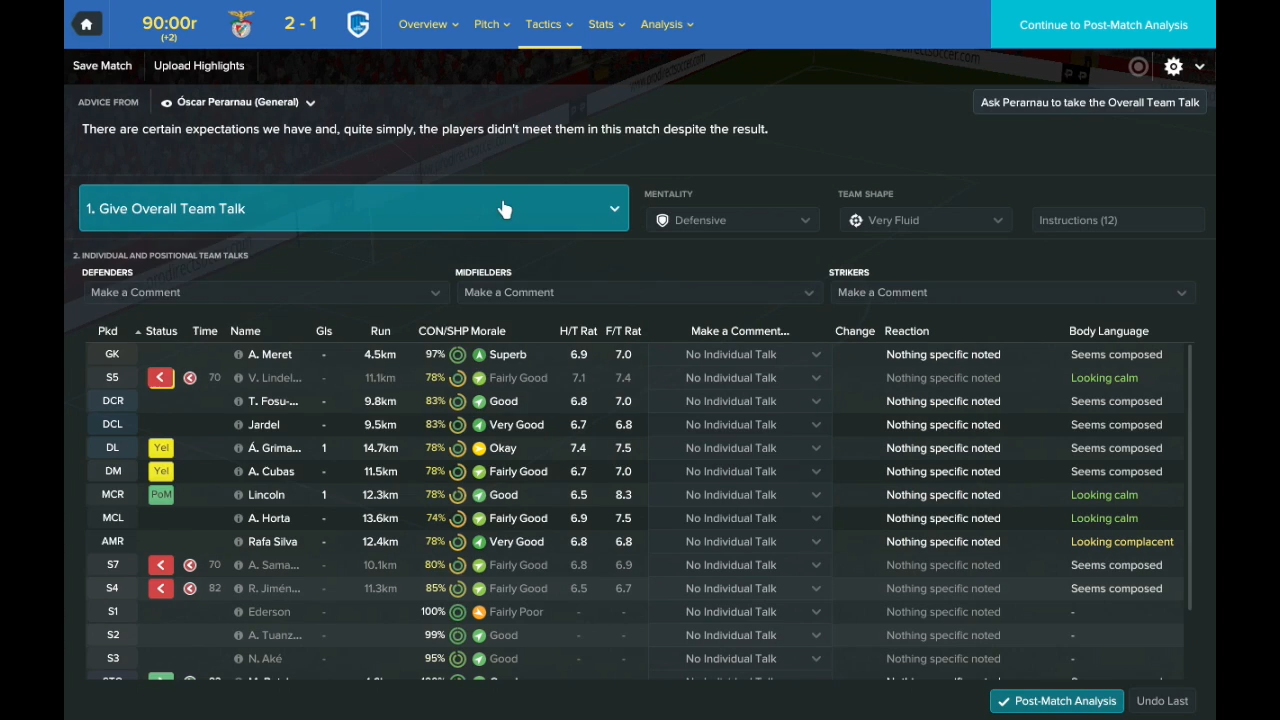 90:00r 2 - 1 Overview Pitch Tactics Stats Analysis Continue to Post-Match Analysis
(+2)
Save Match Upload Highlights
ADVICE FROM Óscar Perarnau (General) Ask Perarnau to take the Overall Team Talk
There are certain expectations we have and, quite simply, the players didn't meet them in this match despite the result.
MENTALITY TEAM SHAPE
1. Give Overall Team Talk Defensive Very Fluid Instructions (12)
2. INDIVIDUAL AND POSITIONAL TEAM TALKS
DEFENDERS MIDFIELDERS STRIKERS
Make a Comment Make a Comment Make a Comment
Pkd Status Time Name Gls Run CON/SHP Morale H/T Rat F/T Rat Make a Comment... Change Reaction Body Language
GK A. Meret - 4.5km 97% Superb 6.9 7.0 No Individual Talk Nothing specific noted Seems composed
S5 70 V. Lindel... - 11.1km 78% Fairly Good 7.1 7.4 No Individual Talk Nothing specific noted Looking calm
DCR T. Fosu-... - 9.8km 83% Good 6.8 7.0 No Individual Talk Nothing specific noted Seems composed
DCL Jardel - 9.5km 83% Very Good 6.7 6.8 No Individual Talk Nothing specific noted Seems composed
DL Yel Á. Grima... 1 14.7km 78% Okay 7.4 7.5 No Individual Talk Nothing specific noted Seems composed
DM Yel A. Cubas - 11.5km 78% Fairly Good 6.7 7.0 No Individual Talk Nothing specific noted Seems composed
MCR PoM Lincoln 1 12.3km 78% Good 6.5 8.3 No Individual Talk Nothing specific noted Looking calm
MCL A. Horta - 13.6km 74% Fairly Good 6.9 7.5 No Individual Talk Nothing specific noted Looking calm
AMR Rafa Silva - 12.4km 78% Very Good 6.8 6.8 No Individual Talk Nothing specific noted Looking complacent
S7 70 A. Sama... - 10.1km 80% Fairly Good 6.8 6.9 No Individual Talk Nothing specific noted Seems composed
S4 82 R. Jimén... - 11.3km 85% Fairly Good 6.5 6.7 No Individual Talk Nothing specific noted Seems composed
S1 Ederson - 100% Fairly Poor - - No Individual Talk Nothing specific noted -
S2 A. Tuanz... - 99% Good - - No Individual Talk Nothing specific noted -
S3 N. Aké - 95% Good - - No Individual Talk Nothing specific noted -
Post-Match Analysis Undo Last